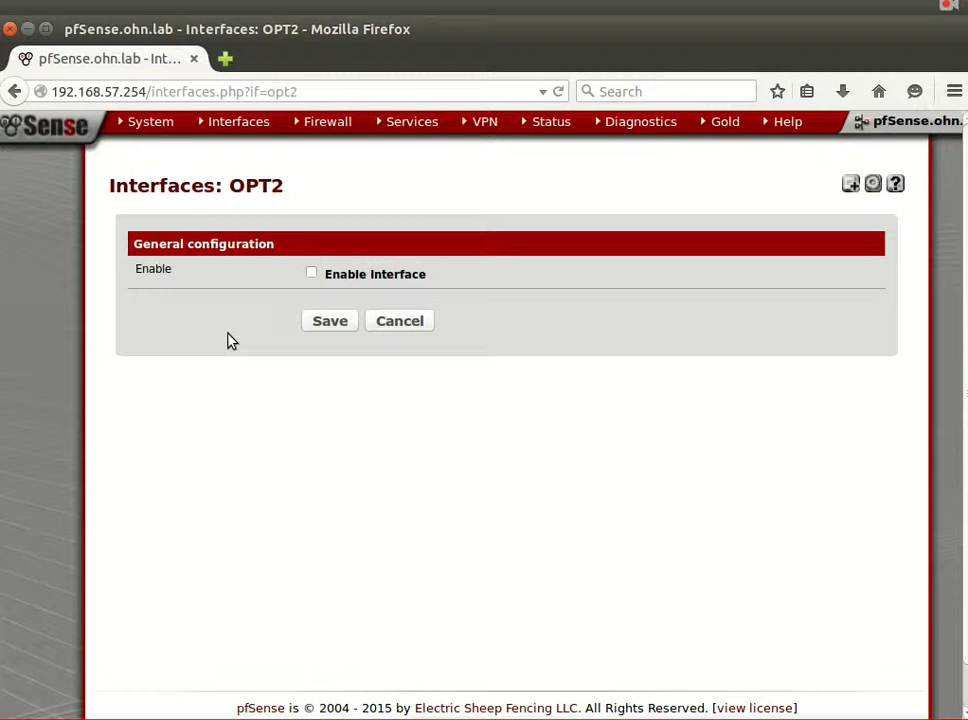 pfSense.ohn.lab - Interfaces: OPT2 - Mozilla Firefox
pfSense.ohn.lab - Int...
192.168.57.254/interfaces.php?if=opt2
Search
Sense
System
Interfaces
Firewall
Services
VPN
Status
Diagnostics
Gold
Help
pfSense.ohn.
Interfaces: OPT2
General configuration
Enable
Enable Interface
Save
Cancel
pfSense is © 2004 - 2015 by Electric Sheep Fencing LLC. All Rights Reserved. [view license]